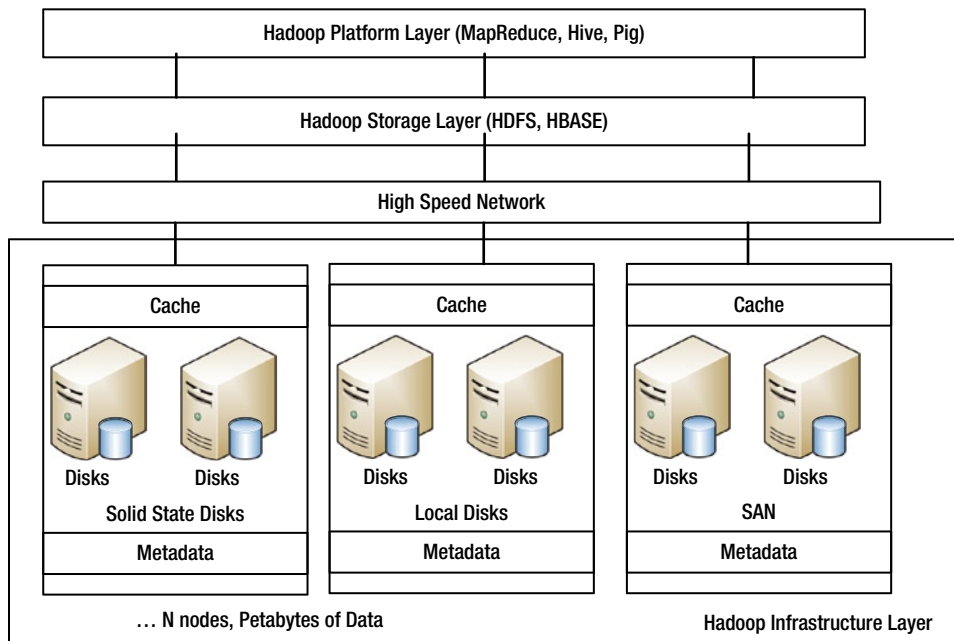 Hadoop Platform Layer (MapReduce, Hive, Pig)
Hadoop Storage Layer (HDFS, HBASE)
High Speed Network
Cache
Cache
Cache
Disks
Disks
Disks
Disks
Disks
Disks
Solid State Disks
Local Disks
SAN
Metadata
Metadata
Metadata
… N nodes, Petabytes of Data
Hadoop Infrastructure Layer